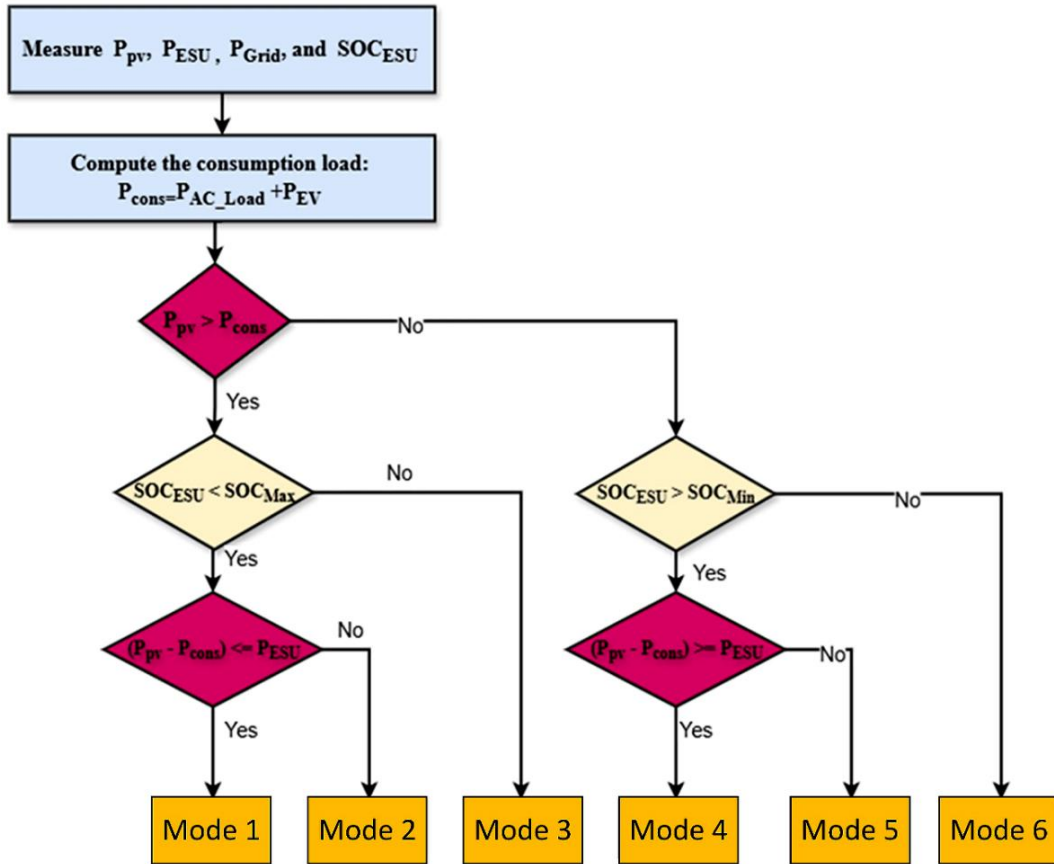 Measure P_pv, P_ESU, P_Grid, and SOC_ESU
Compute the consumption load:
P_cons=P_AC_Load +P_EV
P_pv > P_cons
No
Yes
SOC_ESU < SOC_Max
No
SOC_ESU > SOC_Min
No
Yes
Yes
(P_pv - P_cons) <= P_ESU
No
(P_pv - P_cons) >= P_ESU
No
Yes
Yes
Mode 1
Mode 2
Mode 3
Mode 4
Mode 5
Mode 6